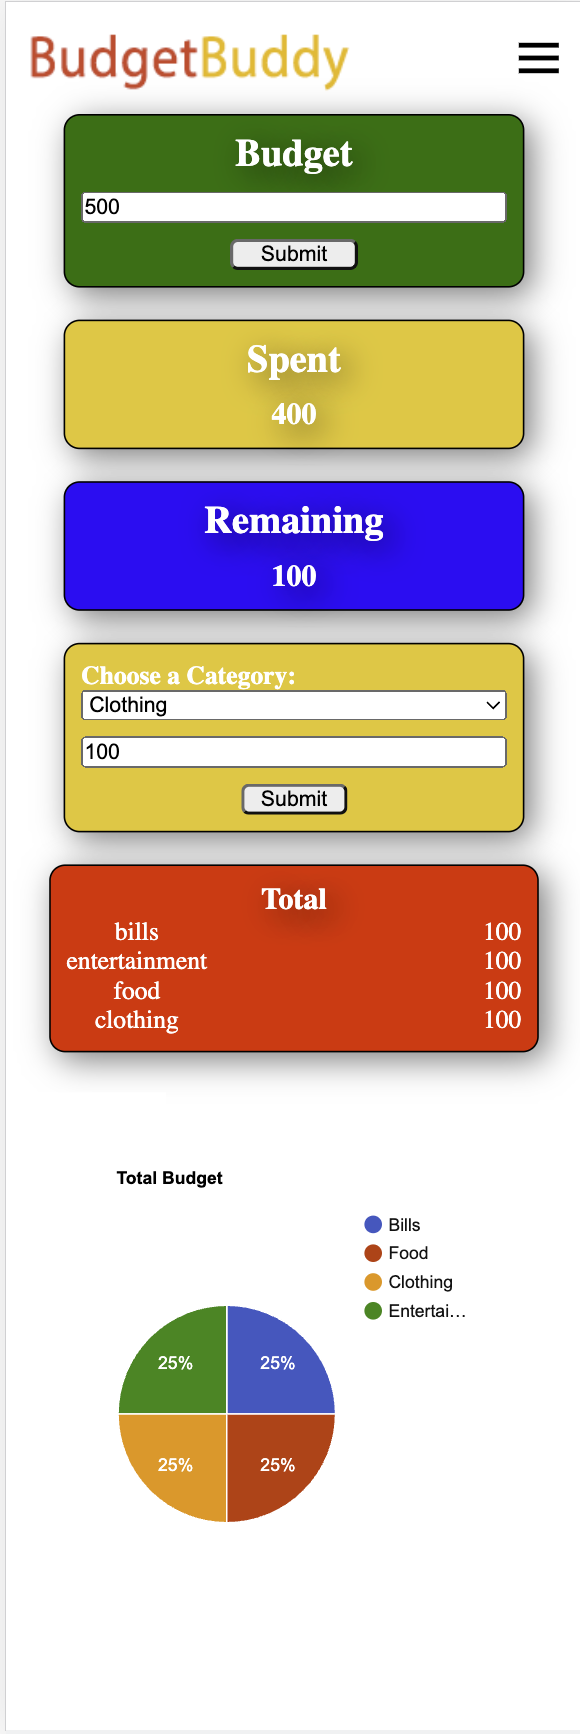 BudgetBuddy
Budget
500
Submit
Spent
400
Remaining
100
Choose a Category:
Clothing
100
Submit
Total
bills 100
entertainment 100
food 100
clothing 100
Total Budget
Bills
Food
Clothing
Entertai...
25% 25%
25% 25%